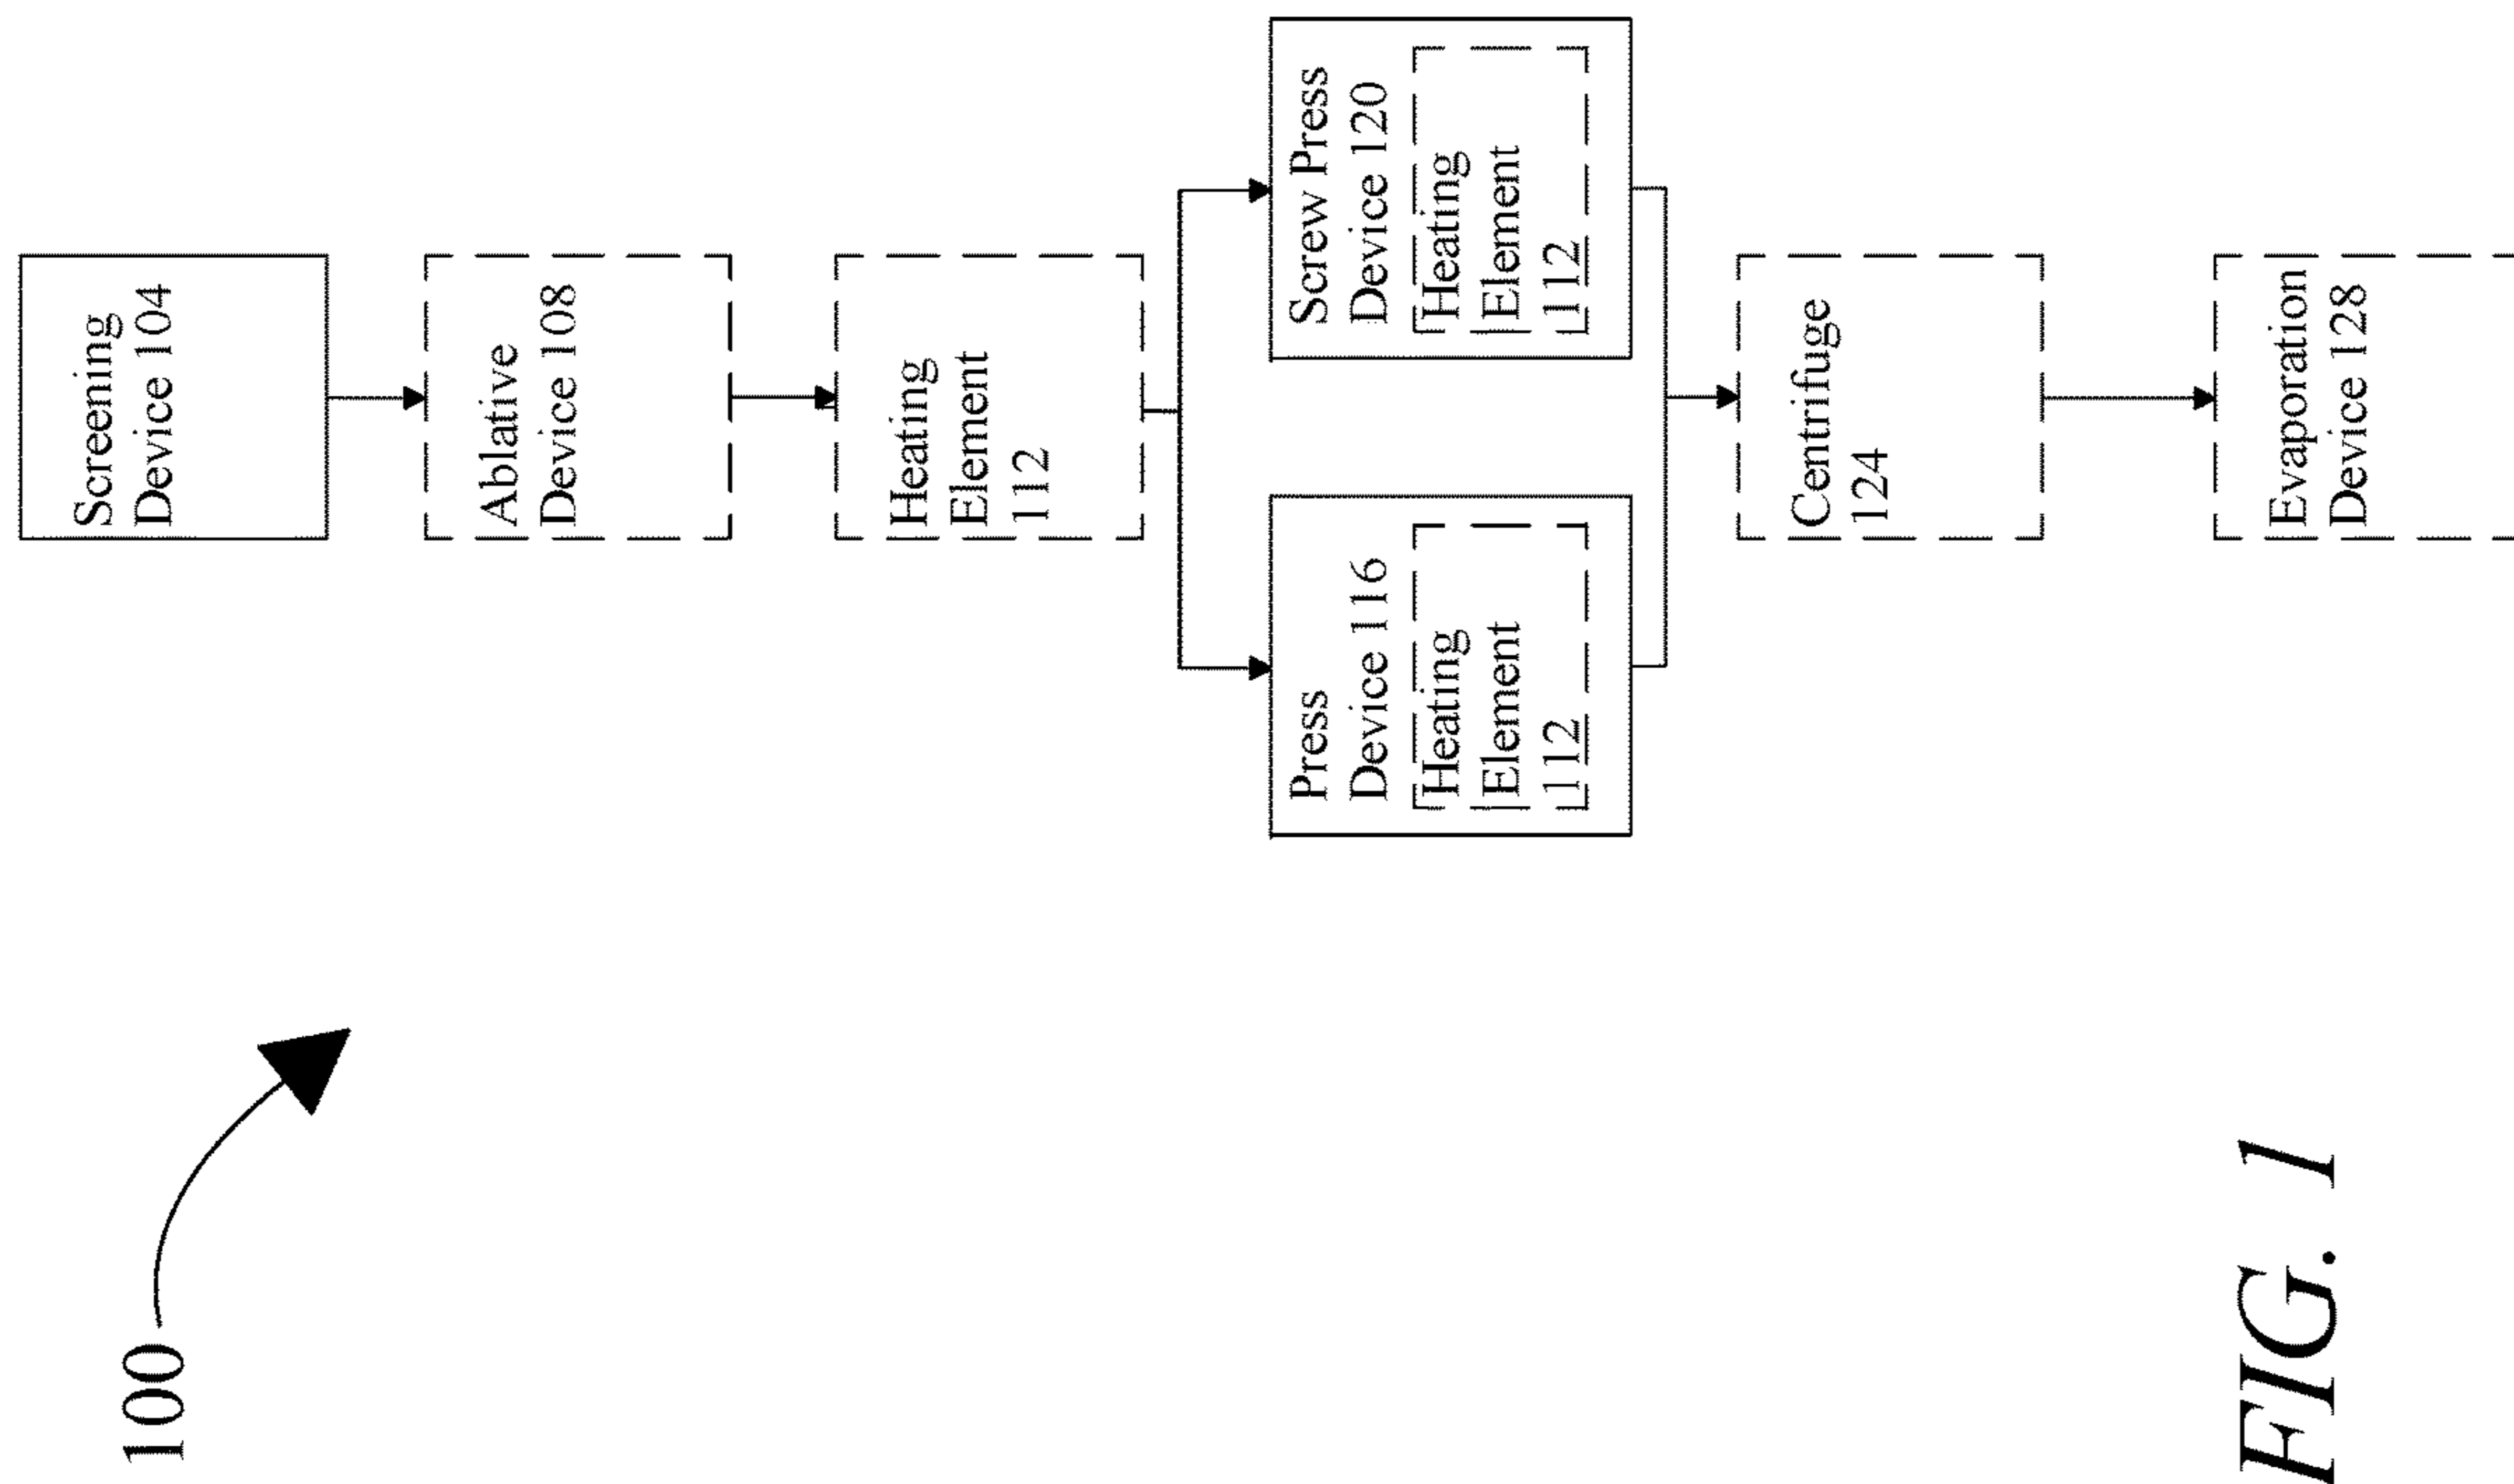 100
Screening
Device 104
Ablative
Device 108
Heating
Element
112
Press
Device 116
Heating
Element
112
Screw Press
Device 120
Heating
Element
112
Centrifuge
124
Evaporation
Device 128
FIG. 1